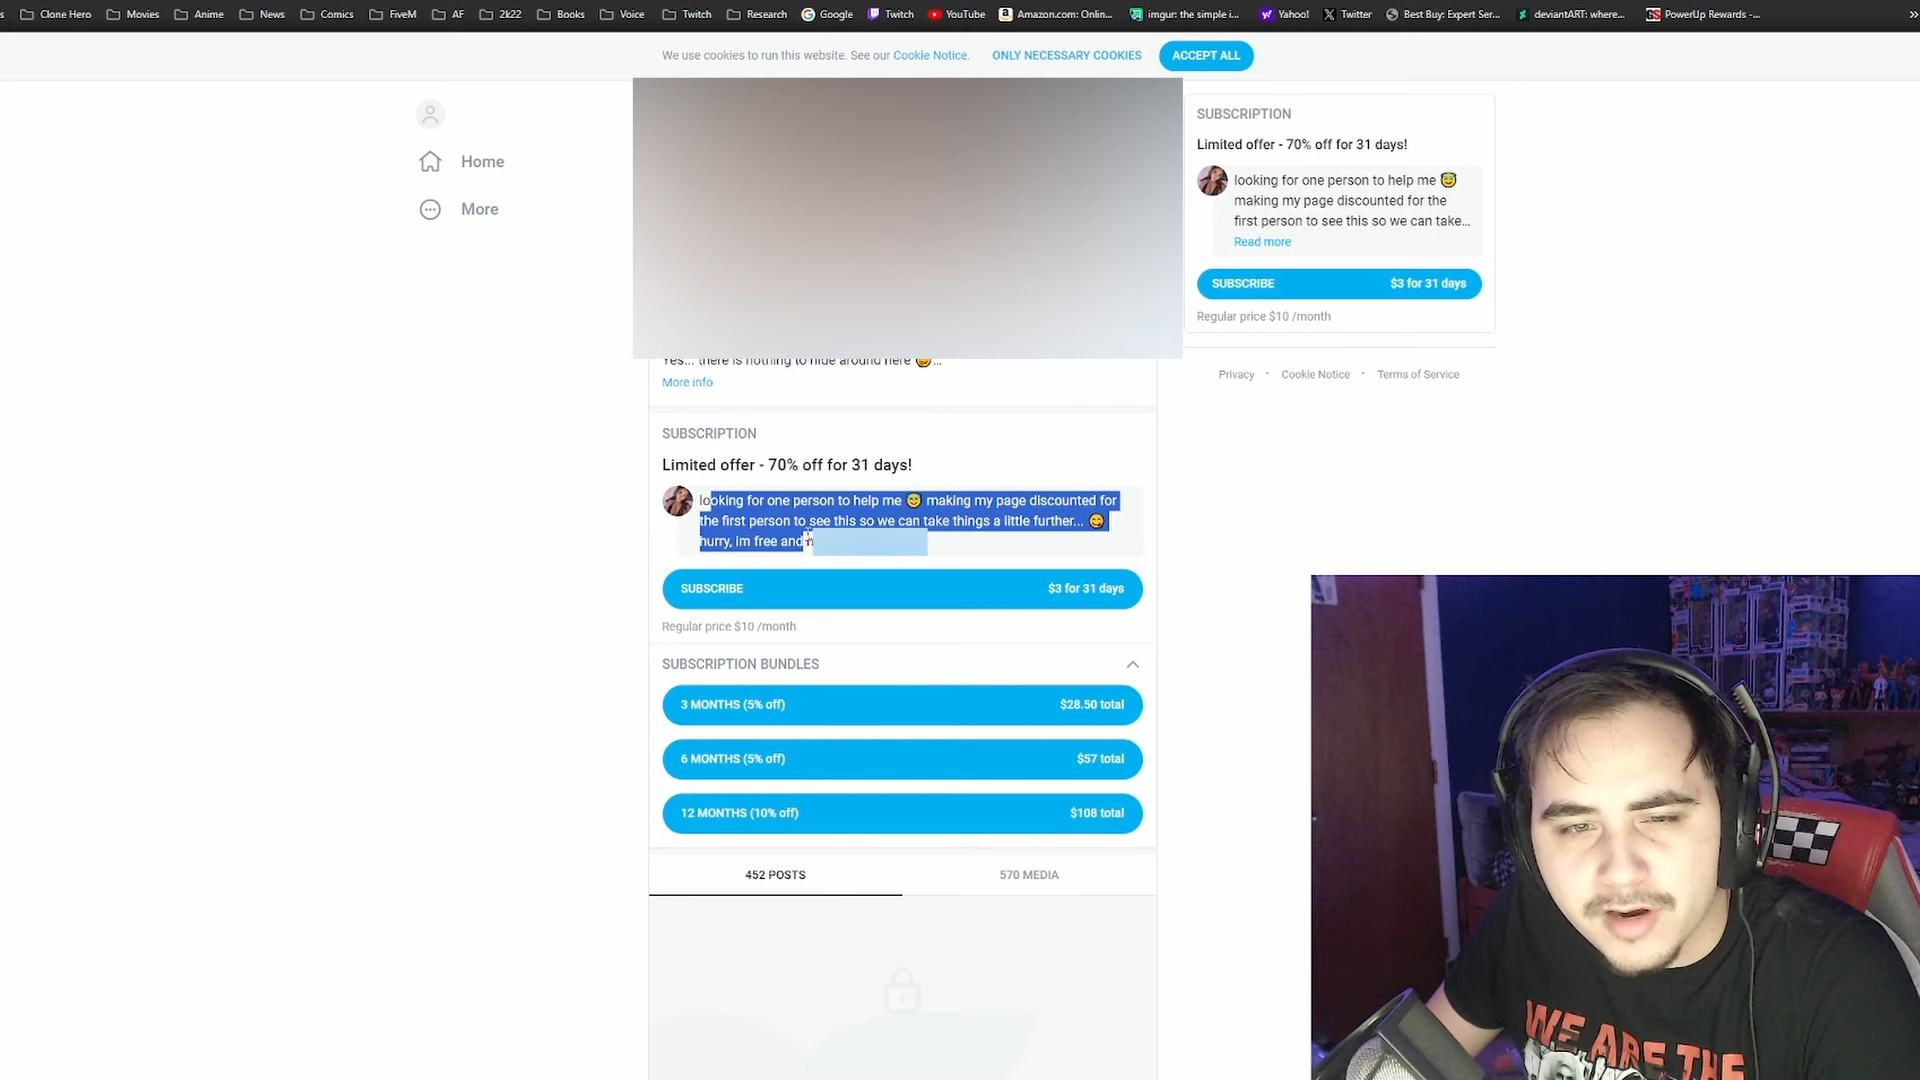 Clone Hero Movies Anime News Comics FiveM AF 2k22 Books Voice Twitch Research Google Twitch YouTube Amazon.com: Onlin... imgur: the simple i... Yahoo! Twitter Best Buy: Expert Ser... deviantART: where... PowerUp Rewards -... »
We use cookies to run this website. See our Cookie Notice. ONLY NECESSARY COOKIES ACCEPT ALL
Home
More
Yes... there is nothing to hide around here 😊...
More info
SUBSCRIPTION
Limited offer - 70% off for 31 days!
looking for one person to help me 😇 making my page discounted for
the first person to see this so we can take things a little further... 😋
hurry, im free and
SUBSCRIBE $3 for 31 days
Regular price $10 /month
SUBSCRIPTION BUNDLES
3 MONTHS (5% off) $28.50 total
6 MONTHS (5% off) $57 total
12 MONTHS (10% off) $108 total
452 POSTS 570 MEDIA
SUBSCRIPTION
Limited offer - 70% off for 31 days!
looking for one person to help me 😇
making my page discounted for the
first person to see this so we can take...
Read more
SUBSCRIBE $3 for 31 days
Regular price $10 /month
Privacy · Cookie Notice · Terms of Service
WE ARE THE